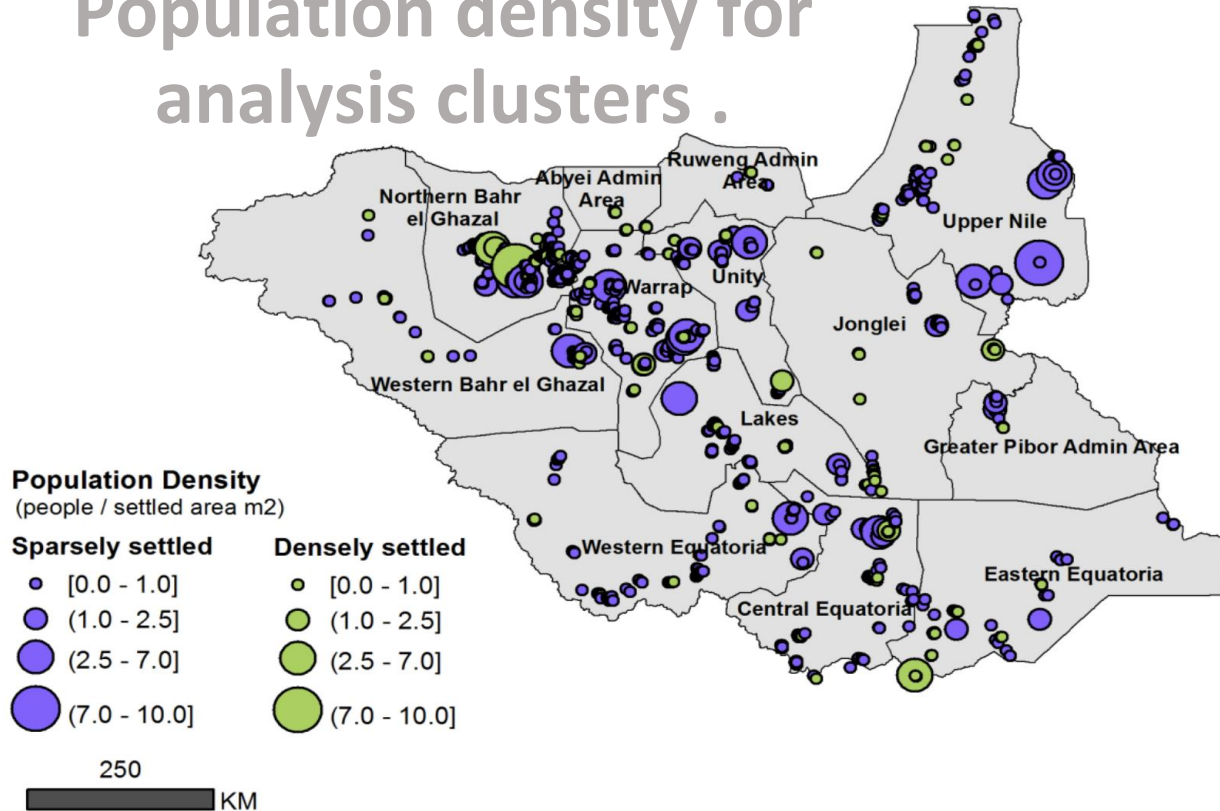 Population density for
analysis clusters .
Ruweng Admin
Area
Abyei Admin
Area
Northern Bahr
el Ghazal
Upper Nile
Unity
Warrap
Jonglei
Western Bahr el Ghazal
Lakes
Greater Pibor Admin Area
Western Equatoria
Eastern Equatoria
Central Equatoria
Population Density
(people / settled area m2)
Sparsely settled
[0.0 - 1.0]
(1.0 - 2.5]
(2.5 - 7.0]
(7.0 - 10.0]
Densely settled
[0.0 - 1.0]
(1.0 - 2.5]
(2.5 - 7.0]
(7.0 - 10.0]
250
KM